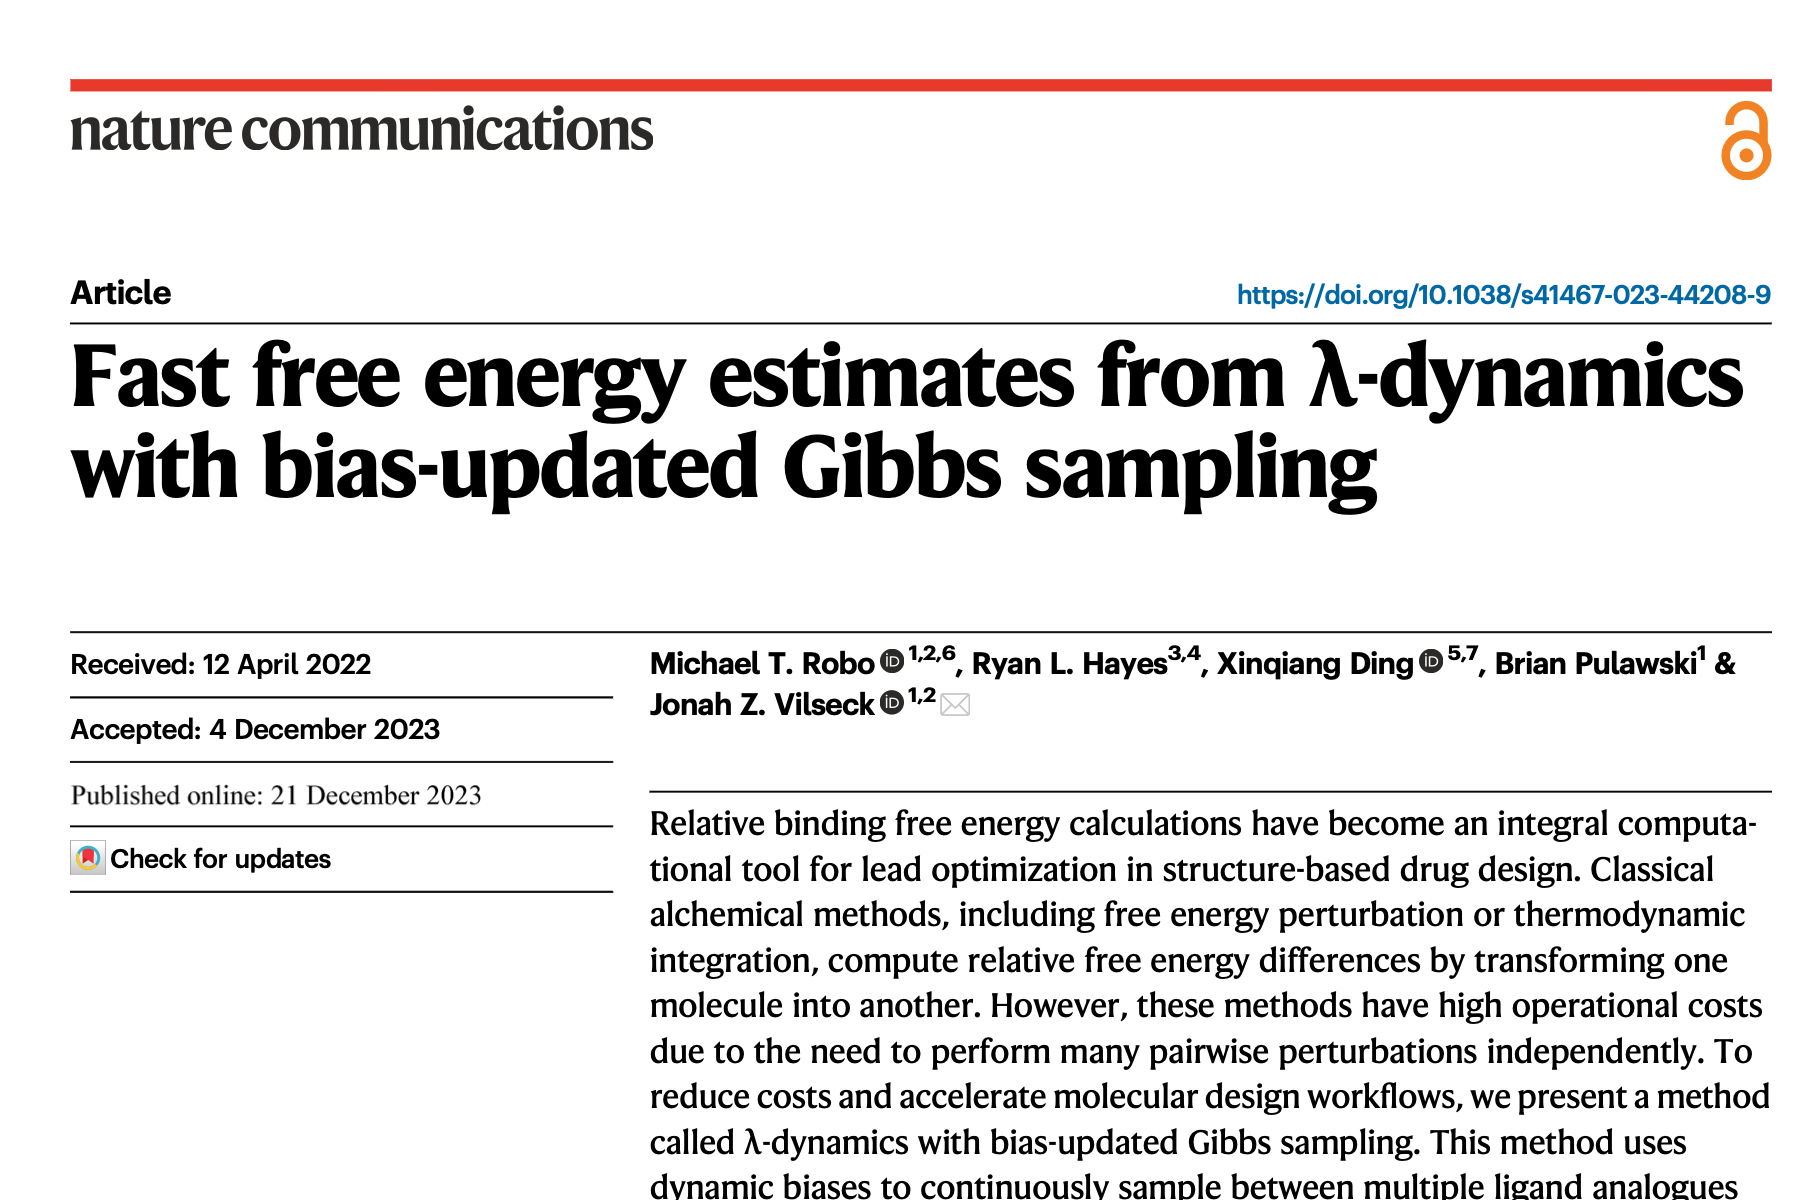 nature communications
Article
https://doi.org/10.1038/s41467-023-44208-9
Fast free energy estimates from λ-dynamics
with bias-updated Gibbs sampling
Received: 12 April 2022
Accepted: 4 December 2023
Published online: 21 December 2023
Check for updates
Michael T. Robo iD 1,2,6, Ryan L. Hayes3,4, Xinqiang Ding iD 5,7, Brian Pulawski1 &
Jonah Z. Vilseck iD 1,2
Relative binding free energy calculations have become an integral computa-
tional tool for lead optimization in structure-based drug design. Classical
alchemical methods, including free energy perturbation or thermodynamic
integration, compute relative free energy differences by transforming one
molecule into another. However, these methods have high operational costs
due to the need to perform many pairwise perturbations independently. To
reduce costs and accelerate molecular design workflows, we present a method
called λ-dynamics with bias-updated Gibbs sampling. This method uses
dynamic biases to continuously sample between multiple ligand analogues